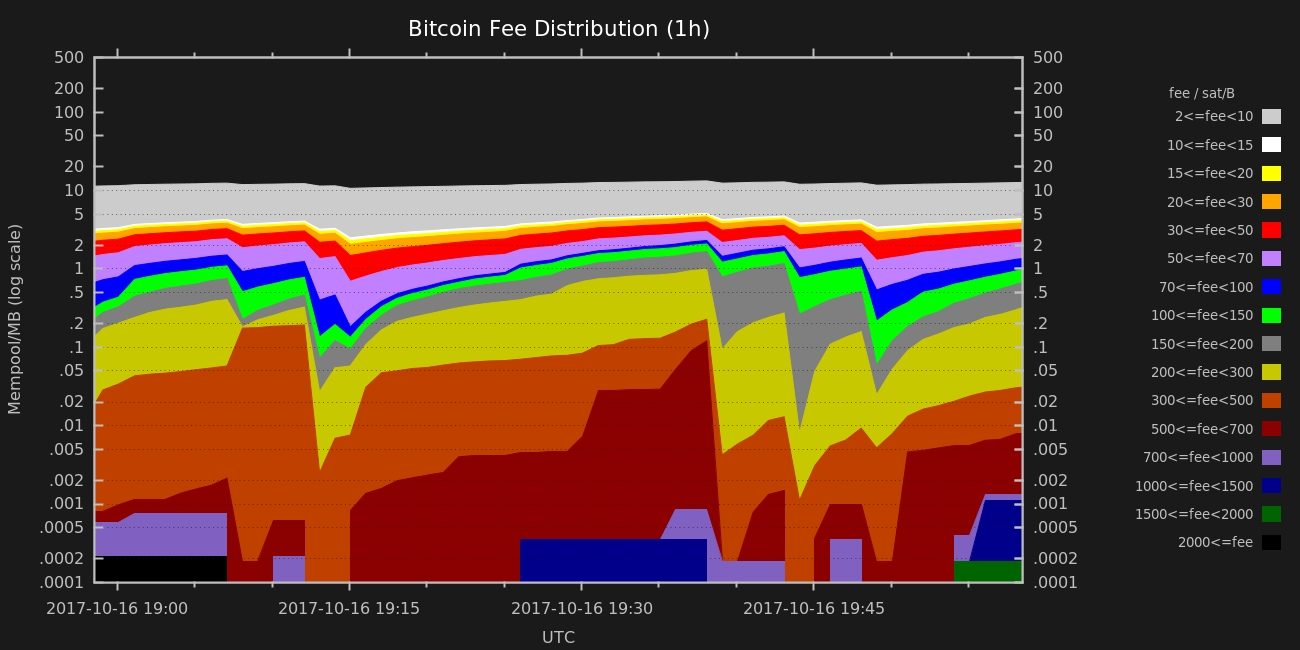 Bitcoin Fee Distribution (1h)
500 500
200 200
100 100
50 50
20 20
10 10
5 5
2 2
1 1
.5 .5
.2 .2
.1 .1
.05 .05
.02 .02
.01 .01
.005 .005
.002 .002
.001 .001
.0005 .0005
.0002 .0002
.0001 .0001
Mempool/MB (log scale)
2017-10-16 19:00 2017-10-16 19:15 2017-10-16 19:30 2017-10-16 19:45
UTC
fee / sat/B
2<=fee<10
10<=fee<15
15<=fee<20
20<=fee<30
30<=fee<50
50<=fee<70
70<=fee<100
100<=fee<150
150<=fee<200
200<=fee<300
300<=fee<500
500<=fee<700
700<=fee<1000
1000<=fee<1500
1500<=fee<2000
2000<=fee